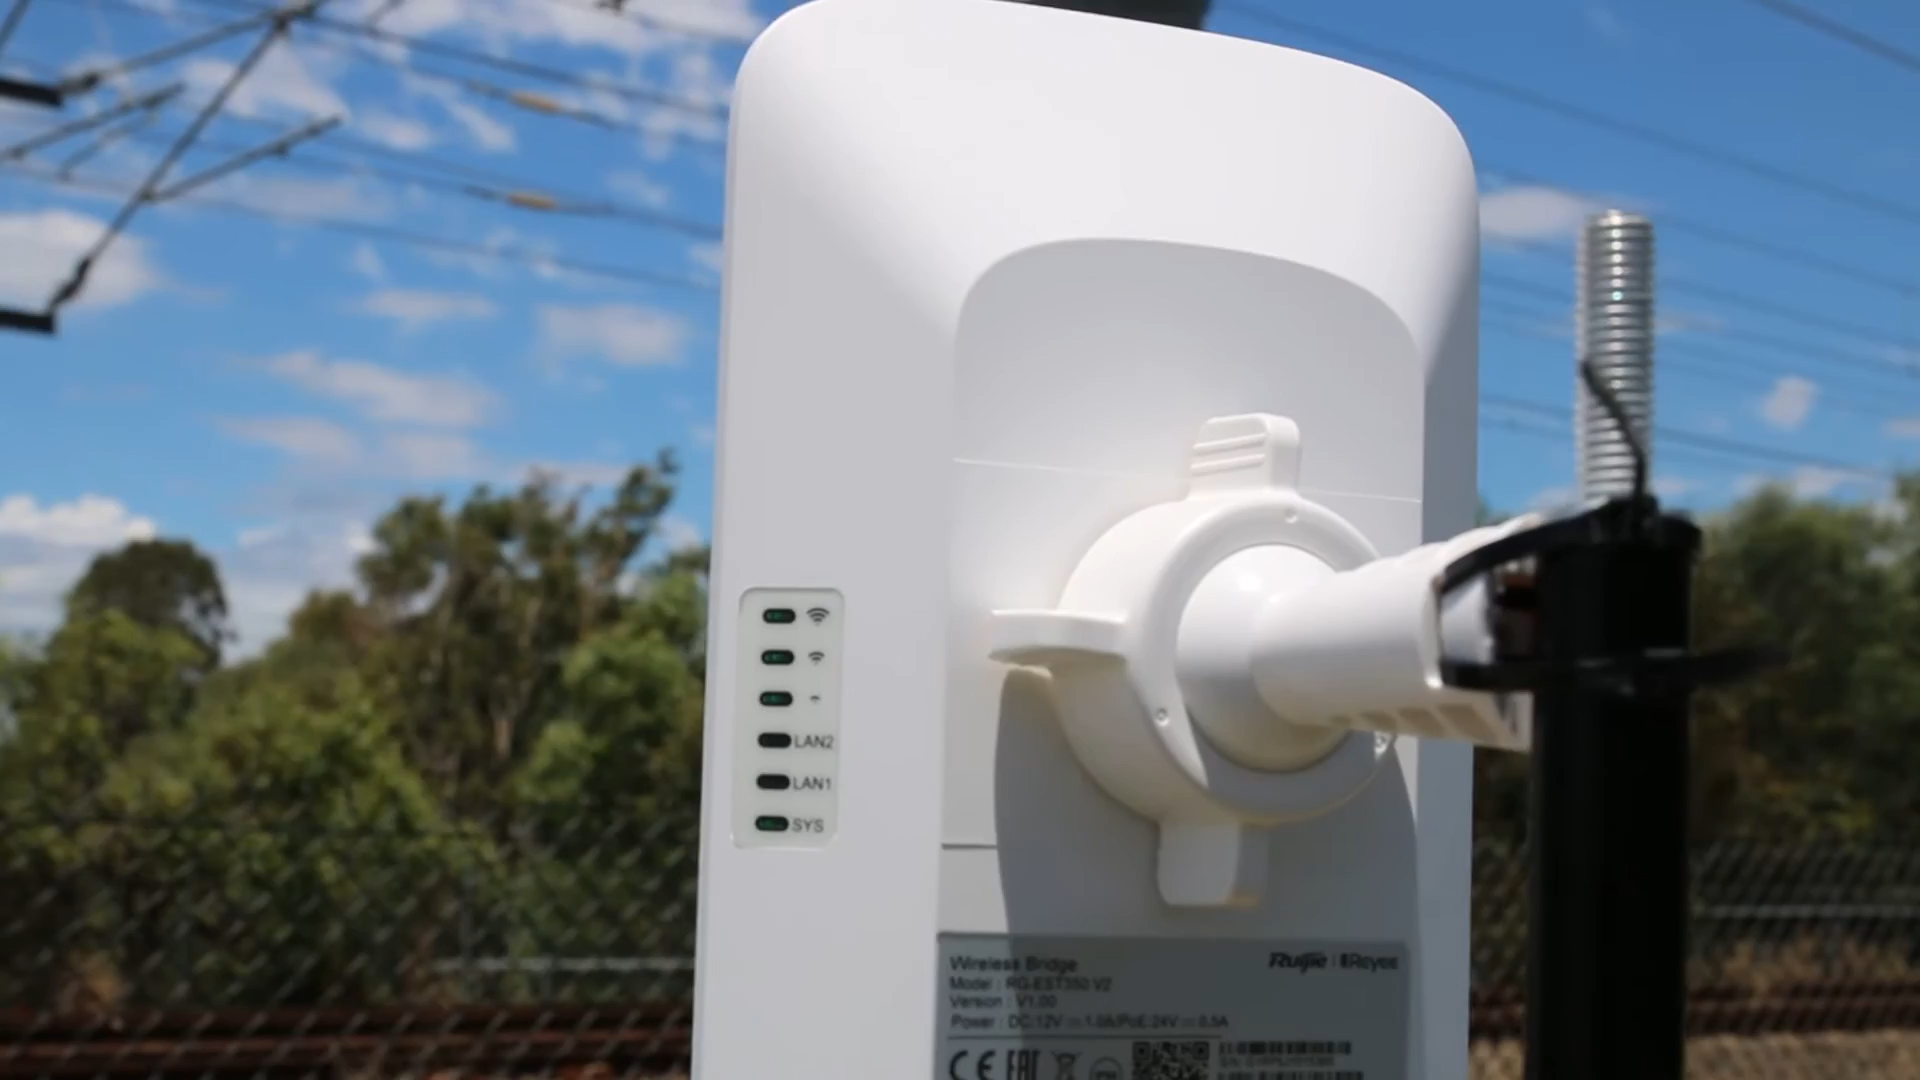 LAN2
LAN1
SYS
Wireless Bridge
Ruijie | Reyee
Model : RG-EST350 V2
Version : V1.00
Power : DC:12V ⎓ 1.0A/PoE:24V ⎓ 0.5A
CE EAC